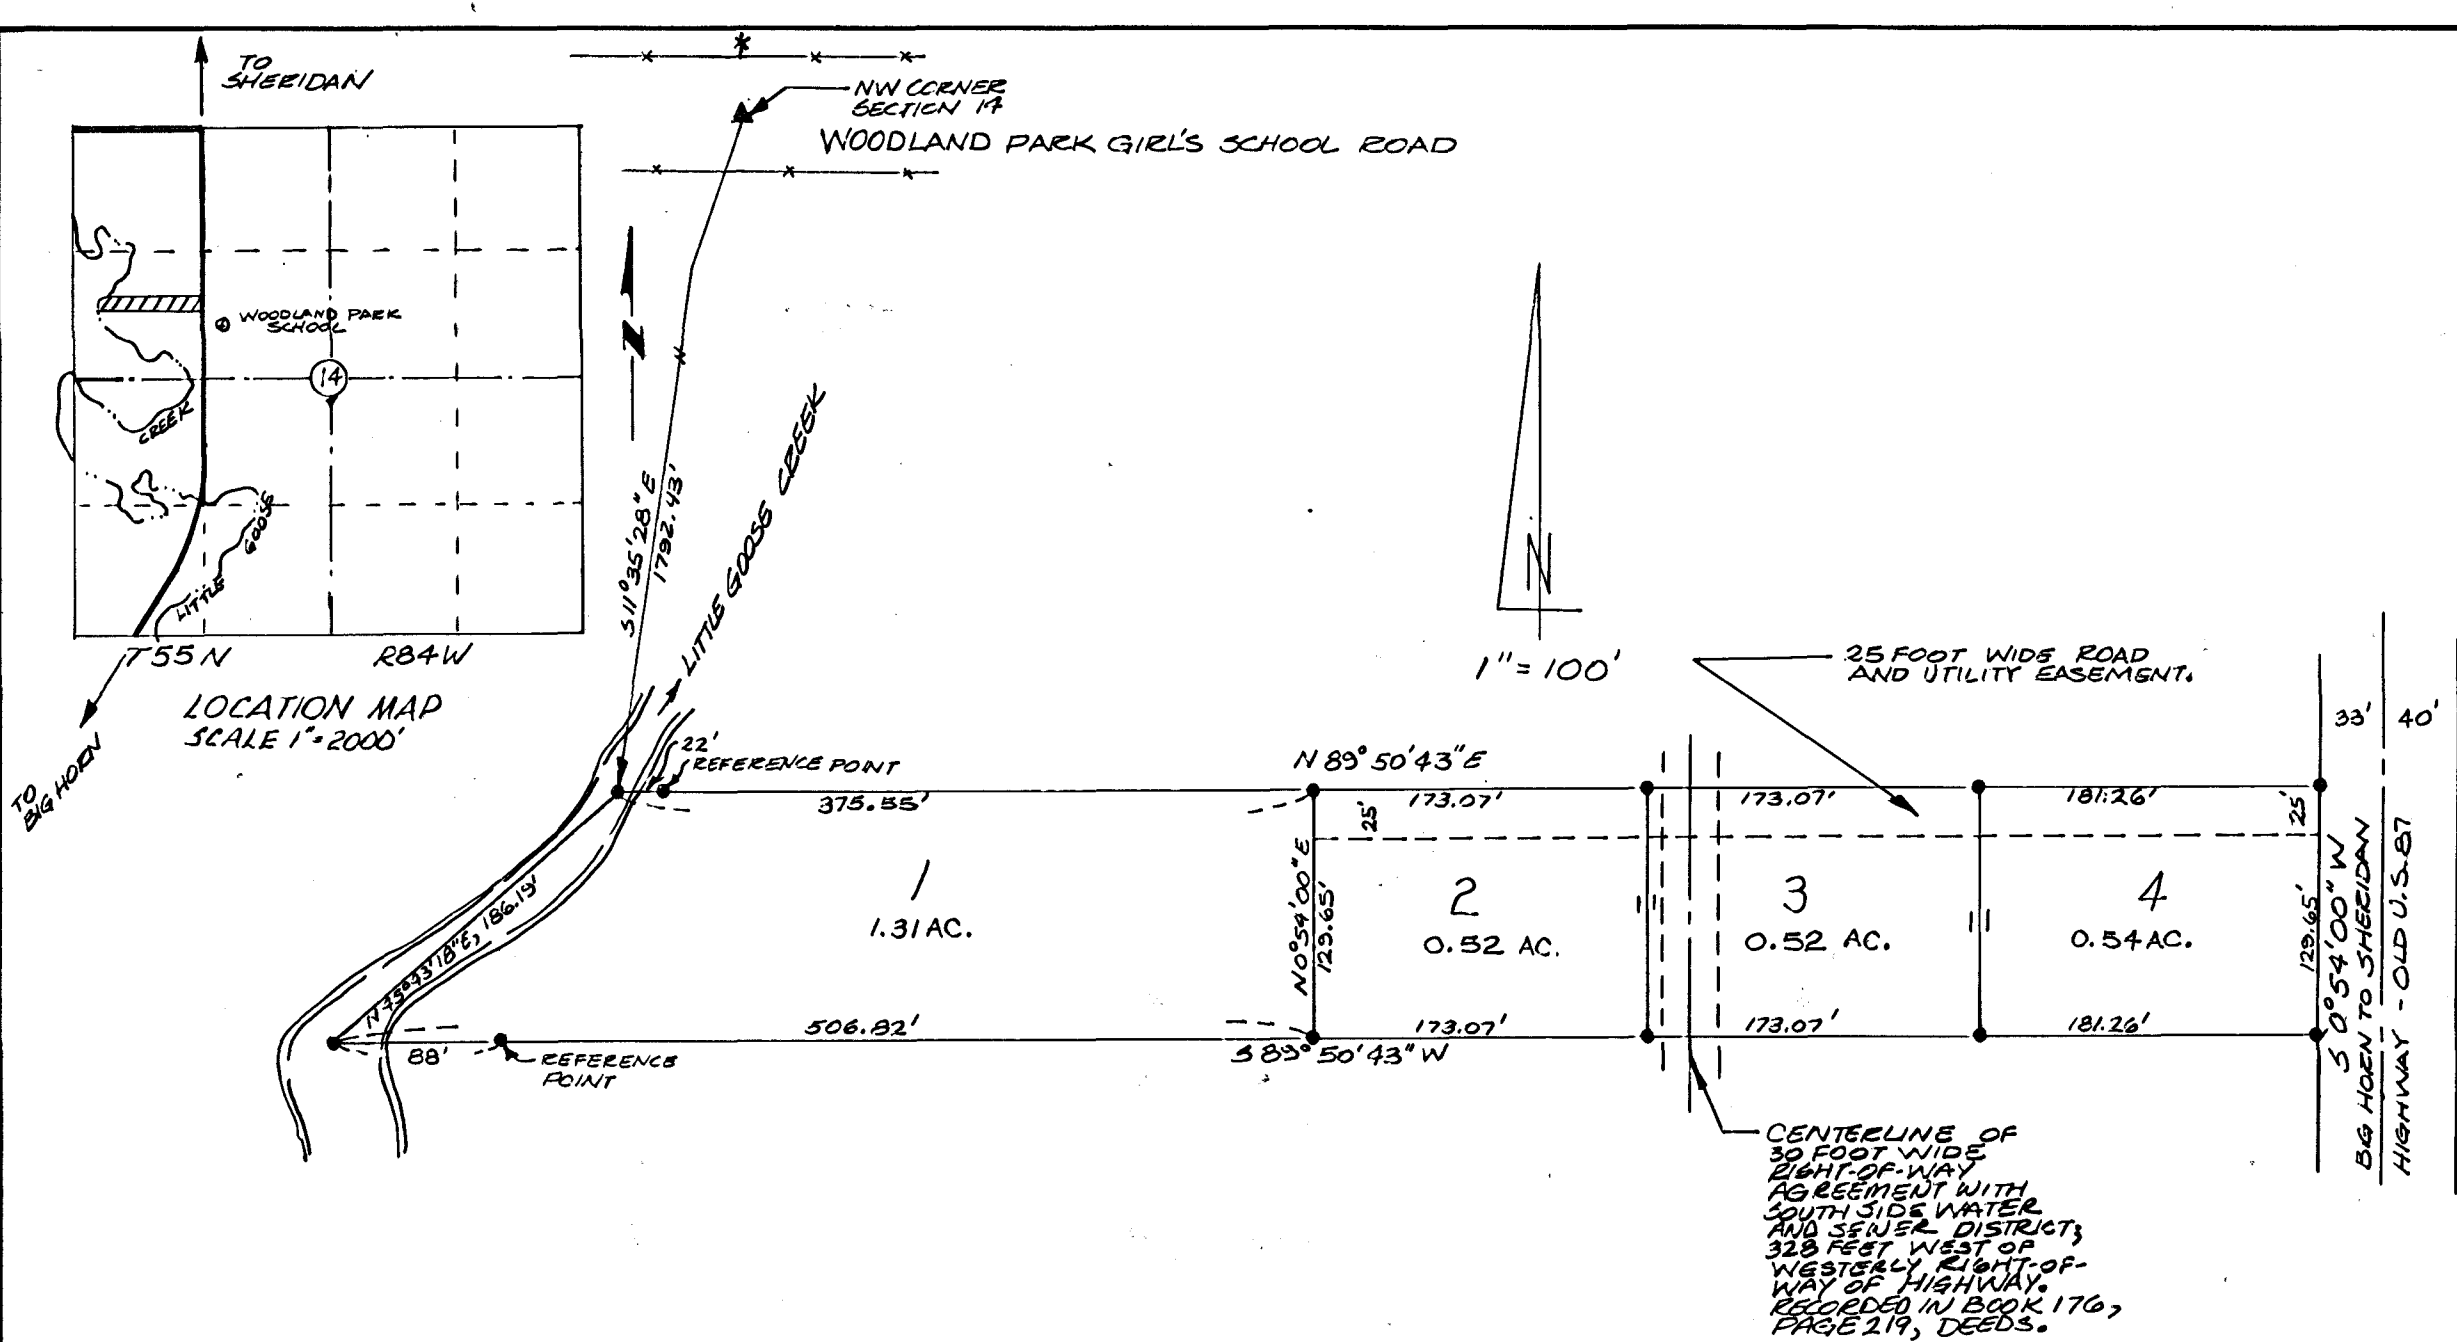 TO
SHERIDAN
NW CORNER
SECTION 14
WOODLAND PARK GIRL'S SCHOOL ROAD
WOODLAND PARK
SCHOOL
14
CREEK
GOOSE
LITTLE
T55N R84W
LOCATION MAP
SCALE 1"=2000'
TO
BIG HORN
N
S11°35'28"E
1792.43'
LITTLE GOOSE CREEK
N
1"=100'
25 FOOT WIDE ROAD
AND UTILITY EASEMENT.
33' 40'
22'
REFERENCE POINT
N 89°50'43"E
375.55' 173.07' 173.07' 181.26'
25' 25'
1
1.31 AC.
N0°54'00"E
129.65'
2
0.52 AC.
3
0.52 AC.
4
0.54 AC.
129.65'
S 0°54'00" W
BIG HORN TO SHERIDAN
HIGHWAY - OLD U.S. 87
186.19'
506.82' 173.07' 173.07' 181.26'
88'
REFERENCE
POINT
S 89°50'43" W
CENTERLINE OF
30 FOOT WIDE
RIGHT-OF-WAY
AGREEMENT WITH
SOUTH SIDE WATER
AND SEWER DISTRICT;
328 FEET WEST OF
WESTERLY RIGHT-OF-
WAY OF HIGHWAY.
RECORDED IN BOOK 176,
PAGE 219, DEEDS.